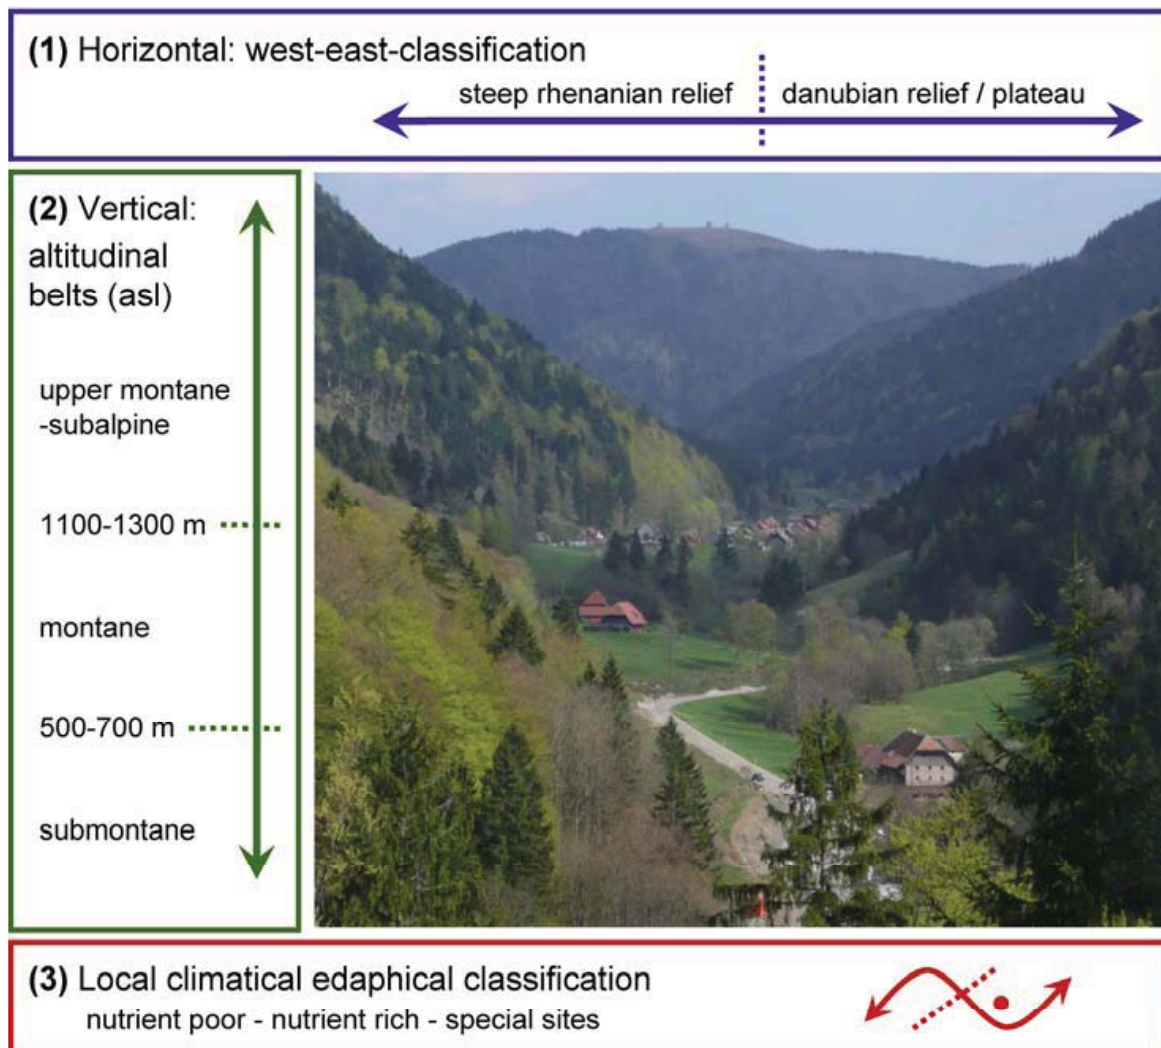 (1) Horizontal: west-east-classification
steep rhenanian relief
danubian relief / plateau
(2) Vertical:
altitudinal
belts (asl)
upper montane
-subalpine
1100-1300 m
montane
500-700 m
submontane
(3) Local climatical edaphical classification
nutrient poor - nutrient rich - special sites